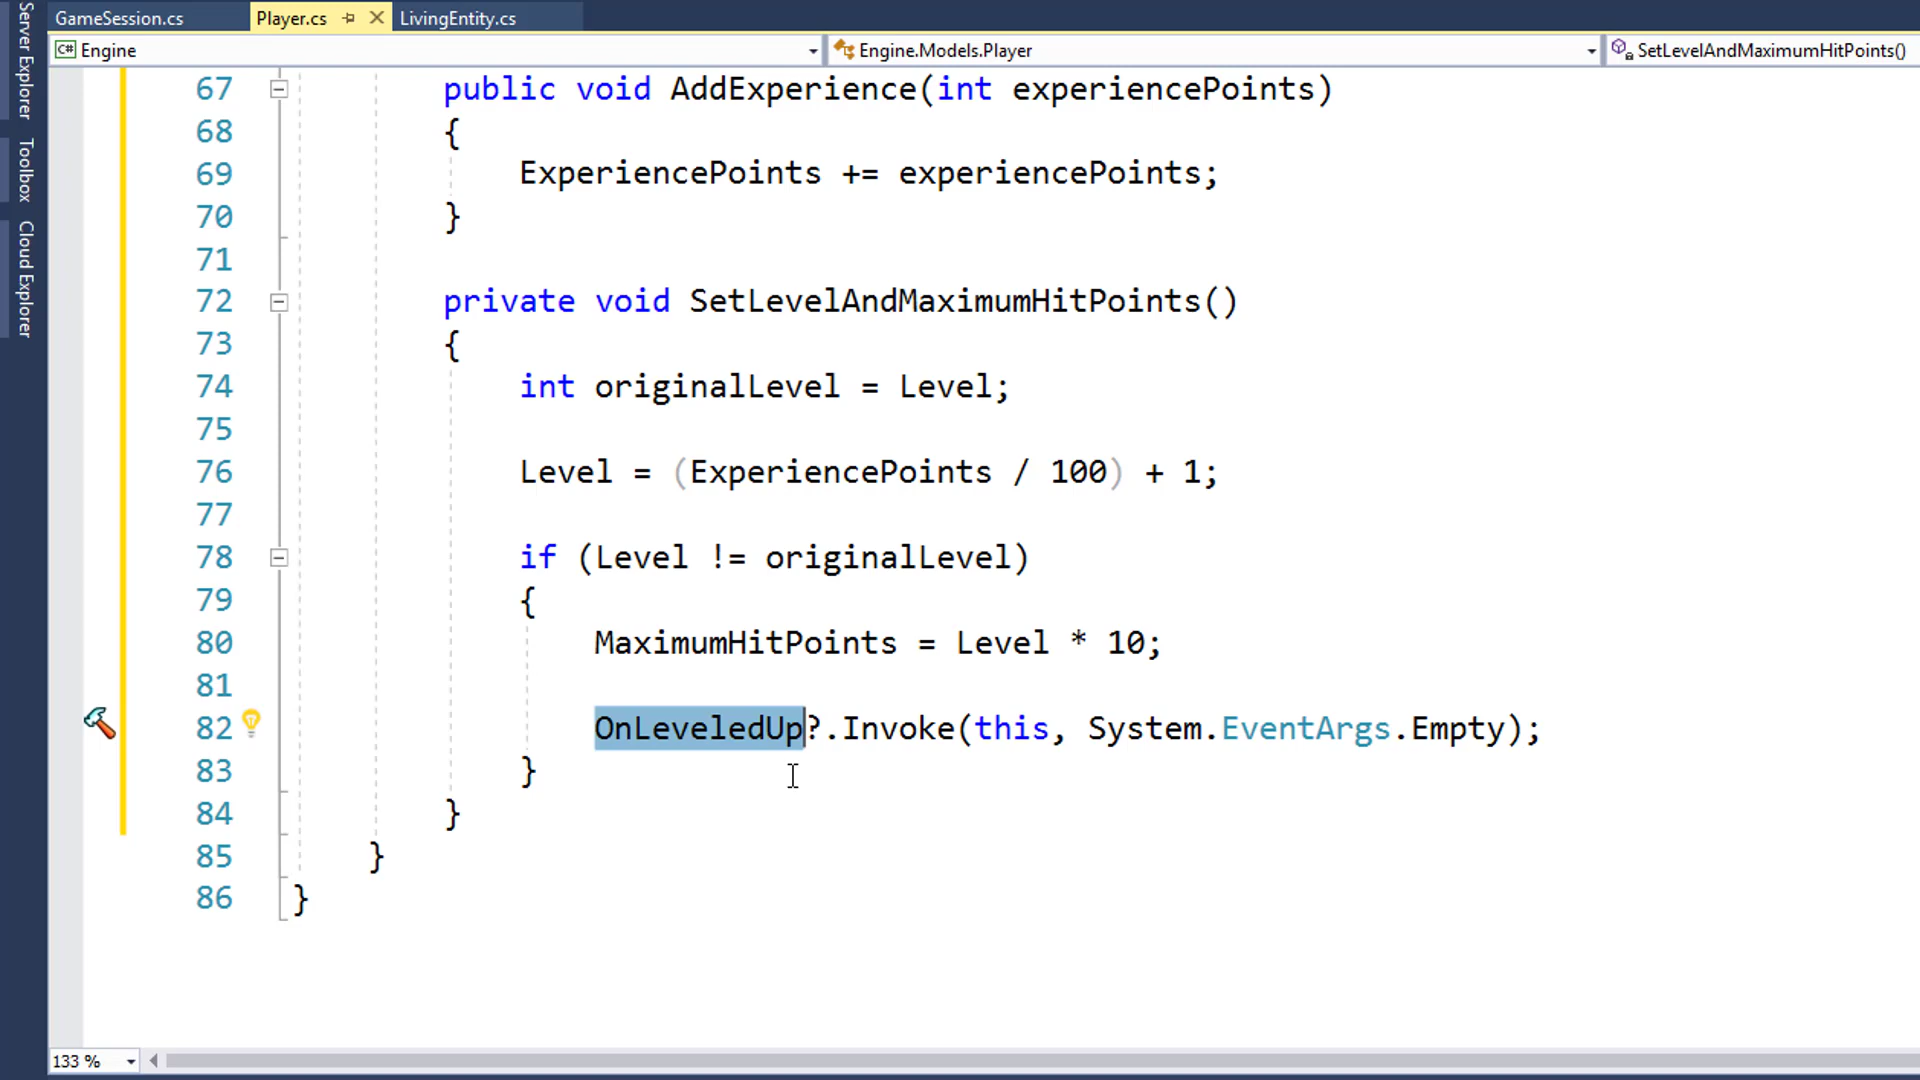 GameSession.cs Player.cs LivingEntity.cs
C# Engine Engine.Models.Player SetLevelAndMaximumHitPoints()
Server Explorer
Toolbox
Cloud Explorer
67 public void AddExperience(int experiencePoints)
68 {
69 ExperiencePoints += experiencePoints;
70 }
71
72 private void SetLevelAndMaximumHitPoints()
73 {
74 int originalLevel = Level;
75
76 Level = (ExperiencePoints / 100) + 1;
77
78 if (Level != originalLevel)
79 {
80 MaximumHitPoints = Level * 10;
81
82 OnLeveledUp?.Invoke(this, System.EventArgs.Empty);
83 }
84 }
85 }
86 }
133 %